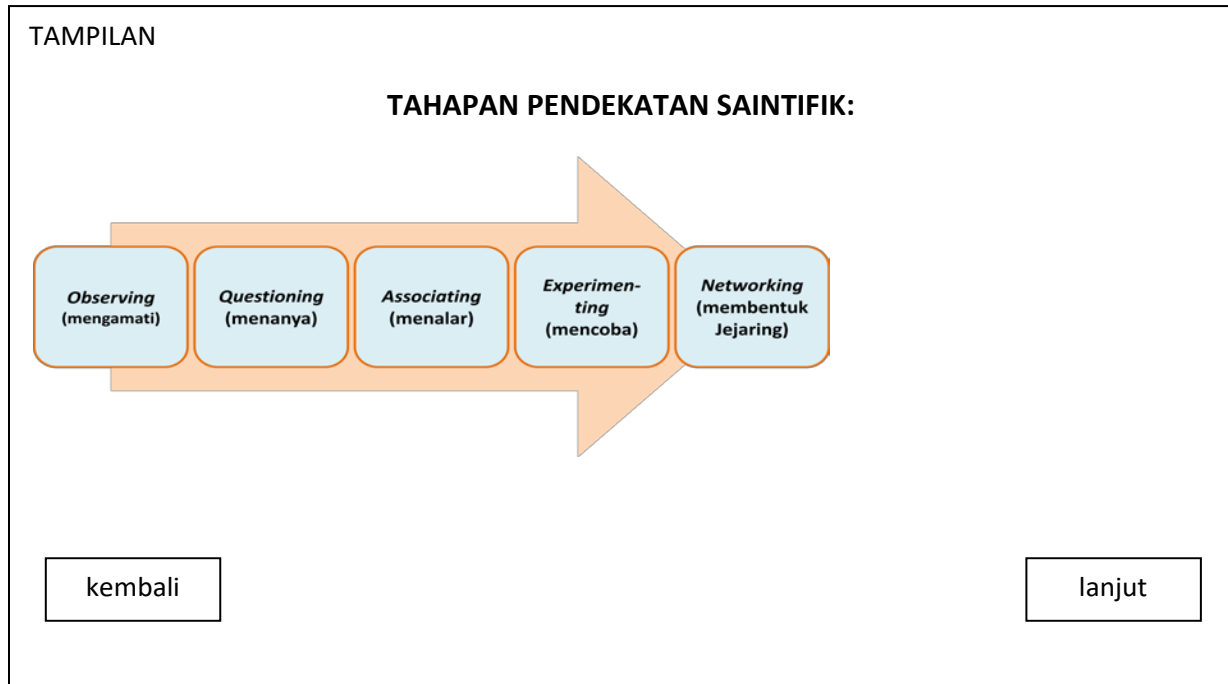 TAMPILAN
TAHAPAN PENDEKATAN SAINTIFIK:
Observing
(mengamati)
Questioning
(menanya)
Associating
(menalar)
Experimen-
ting
(mencoba)
Networking
(membentuk
Jejaring)
kembali
lanjut